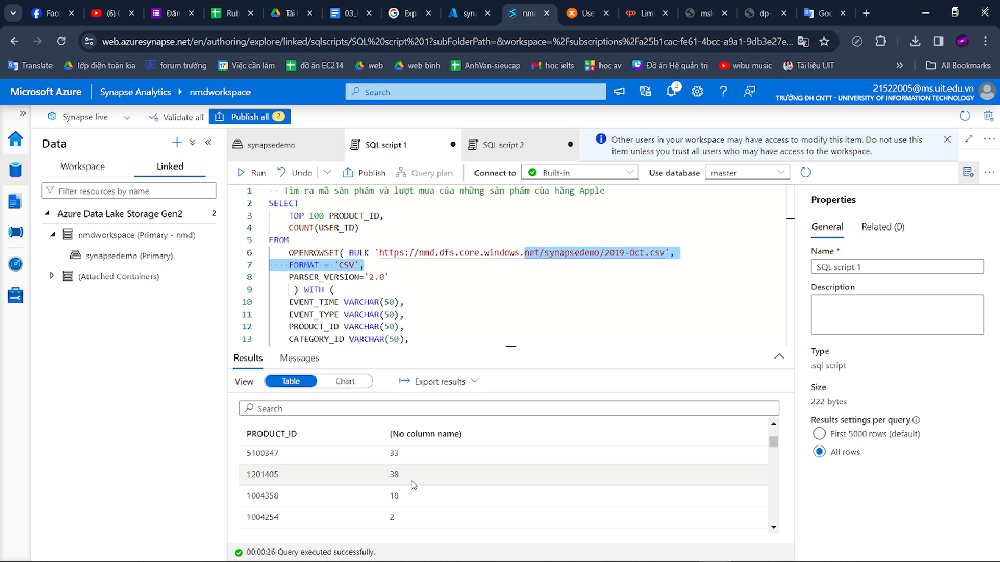 Face
(6) (
Đăn
Rub
Tài l
03_
Expl
syna
nmd
Use
Lim
msl
dp-
Goo
web.azuresynapse.net/en/authoring/explore/linked/sqlscripts/SQL%20script%201?subFolderPath=&workspace=%2Fsubscriptions%2Fa25b1cac-fe61-4bcc-a9a1-9db3e27e...
Translate
lớp điện toán kia
forum trường
Việc cần làm
đồ án EC214
web
web bình
AnhVan-sieucap
học ielts
học av
Đồ án Hệ quản trị
wibu music
Tài liệu UIT
All Bookmarks
Microsoft Azure
Synapse Analytics
nmdworkspace
Search
2
21522005@ms.uit.edu.vn
TRƯỜNG ĐH CNTT - UNIVERSITY OF INFORMATION TECHNOLOGY
Synapse live
Validate all
Publish all 2
Data
Workspace
Linked
Filter resources by name
Azure Data Lake Storage Gen2 2
nmdworkspace (Primary - nmd)
synapsedemo (Primary)
(Attached Containers)
synapsedemo
SQL script 1
SQL script 2
Other users in your workspace may have access to modify this item. Do not use this
item unless you trust all users who may have access to the workspace.
Run
Undo
Publish
Query plan
Connect to
Built-in
Use database
master
1 -- Tìm ra mã sản phẩm và lượt mua của những sản phẩm của hãng Apple
2 SELECT
3 TOP 100 PRODUCT_ID,
4 COUNT(USER_ID)
5 FROM
6 OPENROWSET( BULK 'https://nmd.dfs.core.windows.net/synapsedemo/2019-Oct.csv',
7 FORMAT = 'CSV',
8 PARSER_VERSION='2.0'
9 ) WITH (
10 EVENT_TIME VARCHAR(50),
11 EVENT_TYPE VARCHAR(50),
12 PRODUCT_ID VARCHAR(50),
13 CATEGORY_ID VARCHAR(50),
Results
Messages
View
Table
Chart
Export results
Search
PRODUCT_ID (No column name)
5100347 33
1201405 38
1004358 18
1004254 2
00:00:26 Query executed successfully.
Properties
General
Related (0)
Name *
SQL script 1
Description
Type
.sql script
Size
222 bytes
Results settings per query
First 5000 rows (default)
All rows